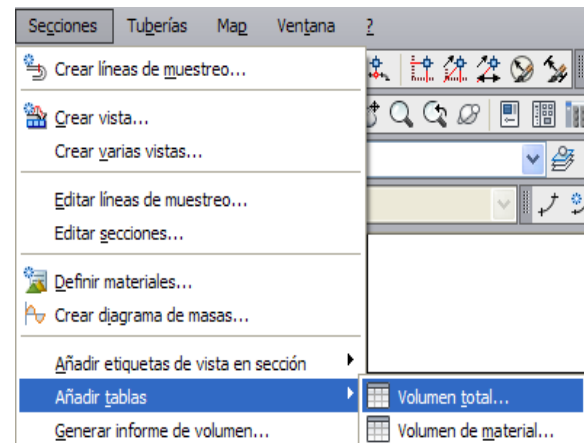 Secciones Tuberías Map Ventana ?
Crear líneas de muestreo...
Crear vista...
Crear varias vistas...
Editar líneas de muestreo...
Editar secciones...
Definir materiales...
Crear diagrama de masas...
Añadir etiquetas de vista en sección
Añadir tablas
Volumen total...
Generar informe de volumen...
Volumen de material...